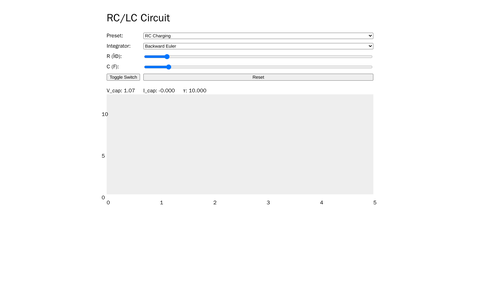 RC/LC Circuit
Preset: RC Charging
Integrator: Backward Euler
R (ÎΩ):
C (F):
Toggle Switch Reset
V_cap: 1.07 I_cap: -0.000 τ: 10.000
10
5
0
0 1 2 3 4 5